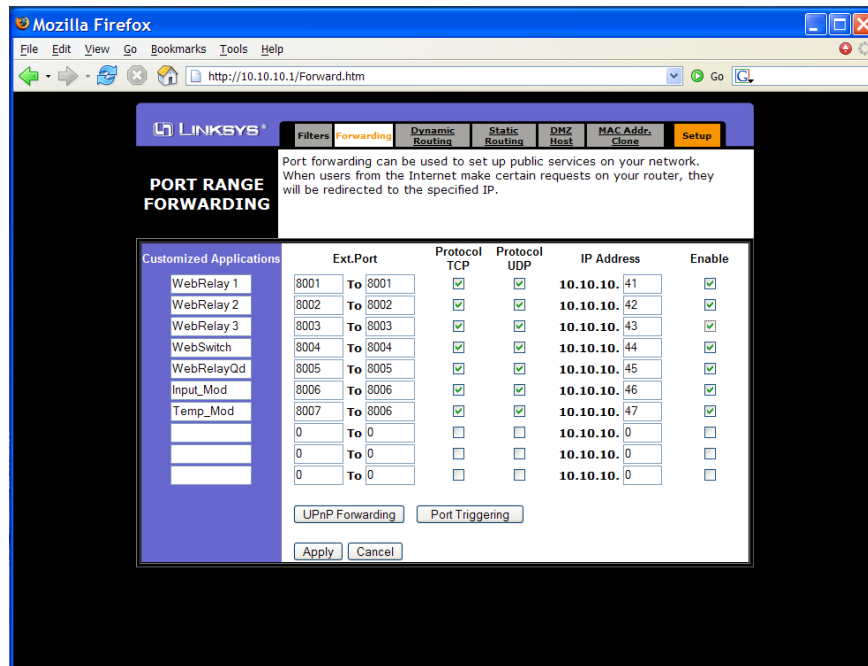 Mozilla Firefox
File Edit View Go Bookmarks Tools Help
http://10.10.10.1/Forward.htm Go G
LINKSYS®
Filters Forwarding Dynamic Routing Static Routing DMZ Host MAC Addr. Clone Setup
PORT RANGE
FORWARDING
Port forwarding can be used to set up public services on your network.
When users from the Internet make certain requests on your router, they
will be redirected to the specified IP.
Customized Applications Ext.Port Protocol TCP Protocol UDP IP Address Enable
WebRelay 1 8001 To 8001 10.10.10. 41
WebRelay 2 8002 To 8002 10.10.10. 42
WebRelay 3 8003 To 8003 10.10.10. 43
WebSwitch 8004 To 8004 10.10.10. 44
WebRelayQd 8005 To 8005 10.10.10. 45
Input_Mod 8006 To 8006 10.10.10. 46
Temp_Mod 8007 To 8006 10.10.10. 47
0 To 0 10.10.10. 0
0 To 0 10.10.10. 0
0 To 0 10.10.10. 0
UPnP Forwarding Port Triggering
Apply Cancel